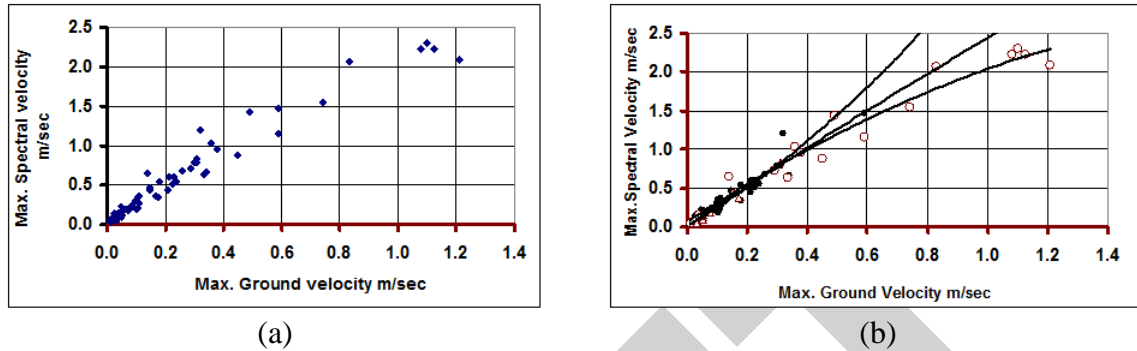 Max. Spectral velocity
m/sec
2.5
2.0
1.5
1.0
0.5
0.0
0.0 0.2 0.4 0.6 0.8 1.0 1.2 1.4
Max. Ground velocity m/sec
(a)
Max. Spectral Velocity m/sec
2.5
2.0
1.5
1.0
0.5
0.0
0.0 0.2 0.4 0.6 0.8 1.0 1.2 1.4
Max. Ground Velocity m/sec
(b)